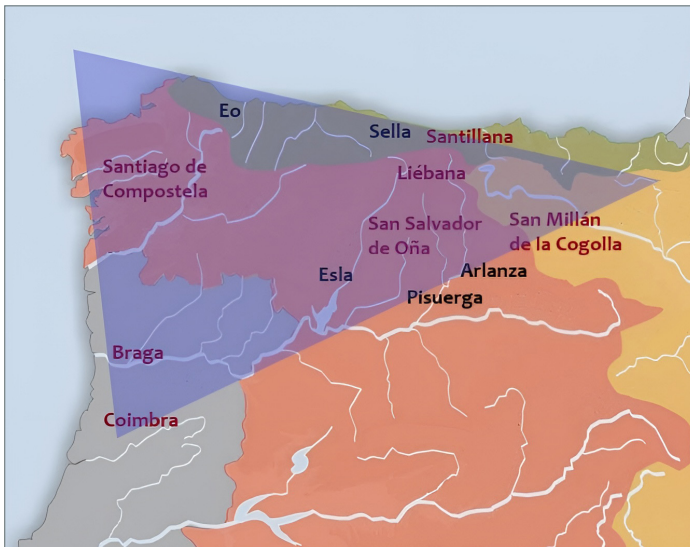 Eo
Sella
Santillana
Santiago de
Compostela
Liébana
San Salvador
de Oña
San Millán
de la Cogolla
Esla
Arlanza
Pisuerga
Braga
Coimbra